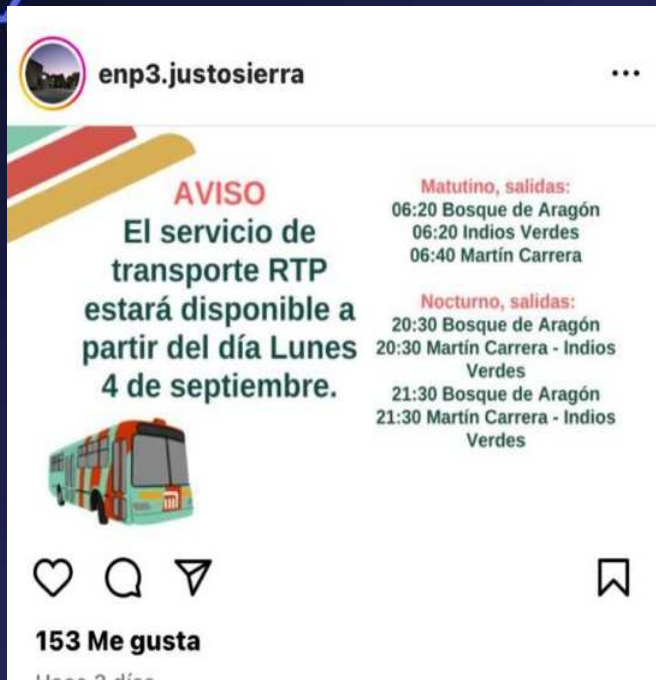 enp3.justosierra
AVISO
El servicio de
transporte RTP
estará disponible a
partir del día Lunes
4 de septiembre.
Matutino, salidas:
06:20 Bosque de Aragón
06:20 Indios Verdes
06:40 Martín Carrera
Nocturno, salidas:
20:30 Bosque de Aragón
20:30 Martín Carrera - Indios
Verdes
21:30 Bosque de Aragón
21:30 Martín Carrera - Indios
Verdes
153 Me gusta
Hace 2 días